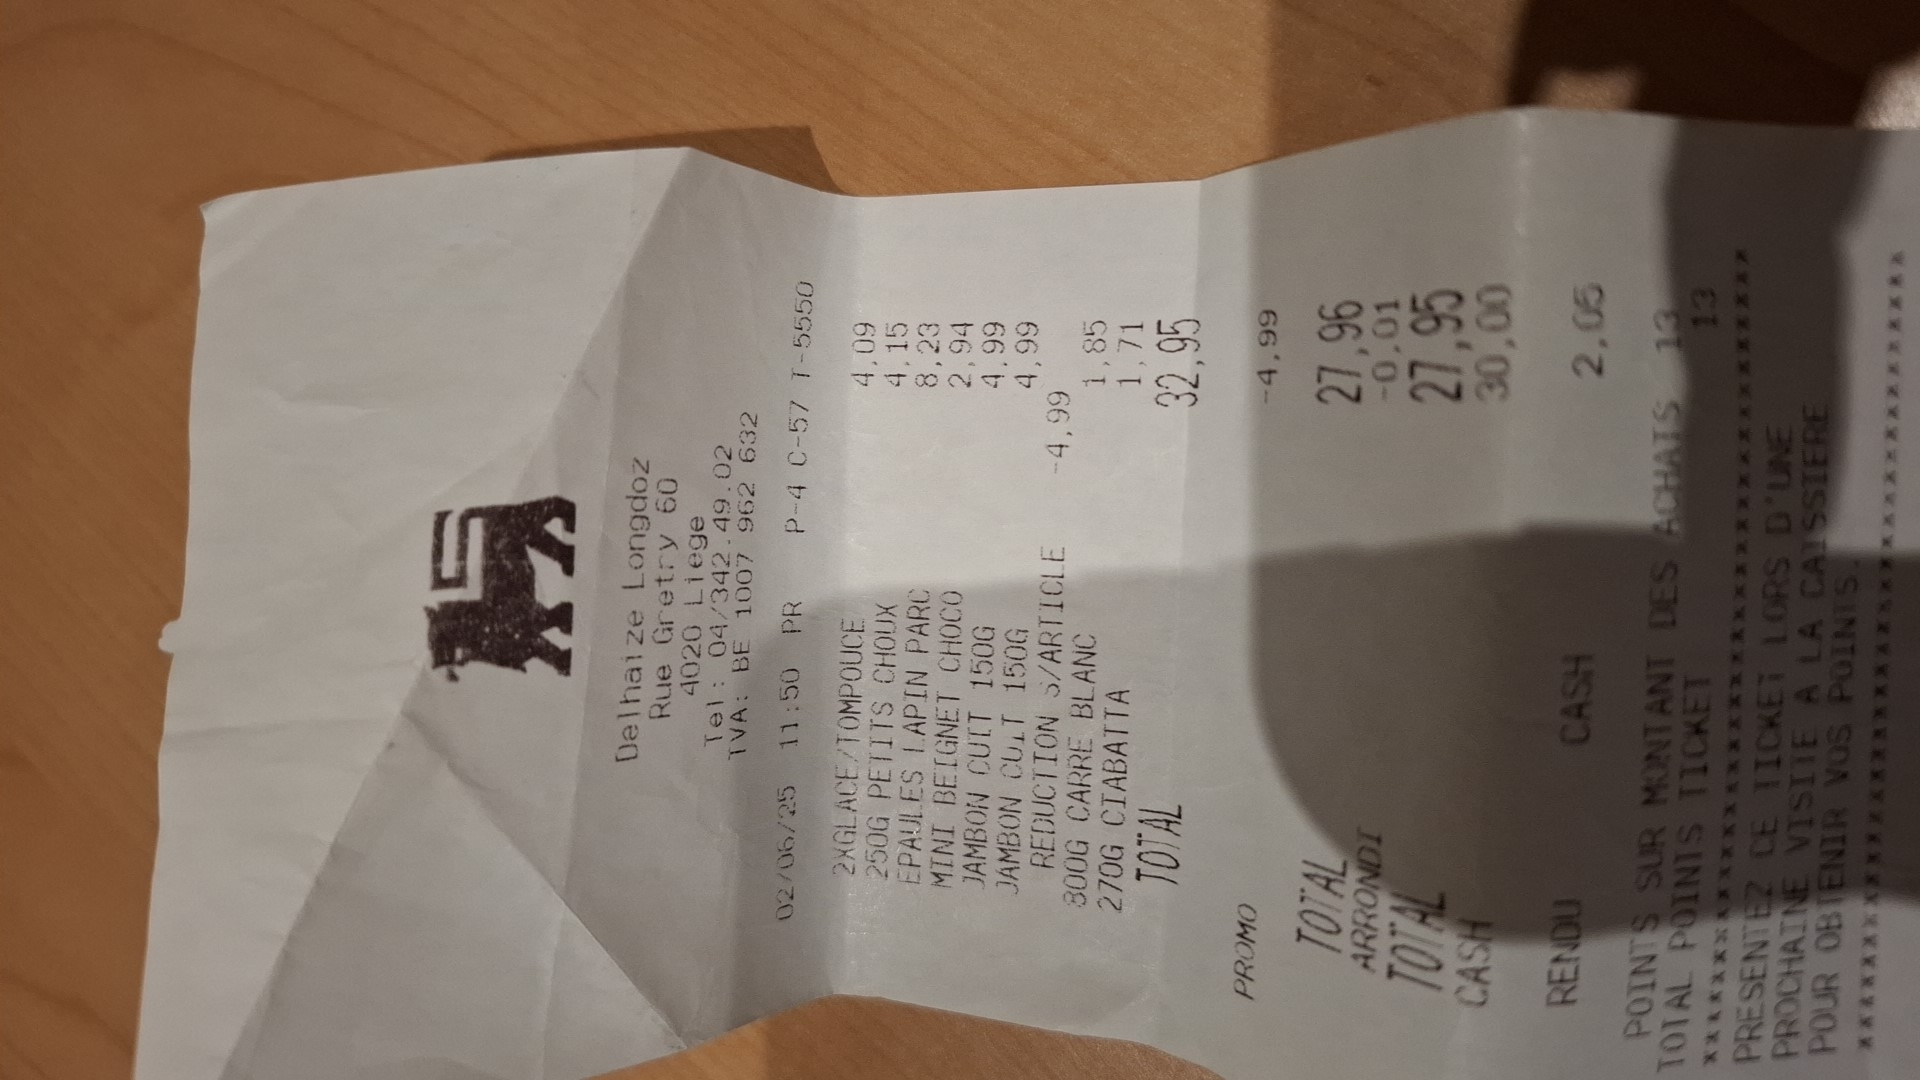 Delhaize Longdoz
Rue Gretry 60
4020 Liege
Tel: 04/342.49.02
TVA: BE 1007 962 632
02/06/25 11:50 PR P-4 C-57 T-5550
2XGLACE/TOMPOUCE 4,09
250G PETITS CHOUX 4,15
EPAULES LAPIN PARC 8,23
MINI BEIGNET CHOCO 2,94
JAMBON CUIT 150G 4,99
JAMBON CUIT 150G 4,99
REDUCTION S/ARTICLE -4,99
800G CARRE BLANC 1,85
270G CIABATTA 1,71
TOTAL 32,95
PROMO -4,99
TOTAL 27,96
ARRONDI -0,01
TOTAL 27,95
CASH 30,00
RENDU CASH 2,05
POINTS SUR MONTANT DES ACHATS 13
TOTAL POINTS TICKET 13
PRESENTEZ CE TICKET LORS D'UNE
PROCHAINE VISITE A LA CAISSIERE
POUR OBTENIR VOS POINTS.